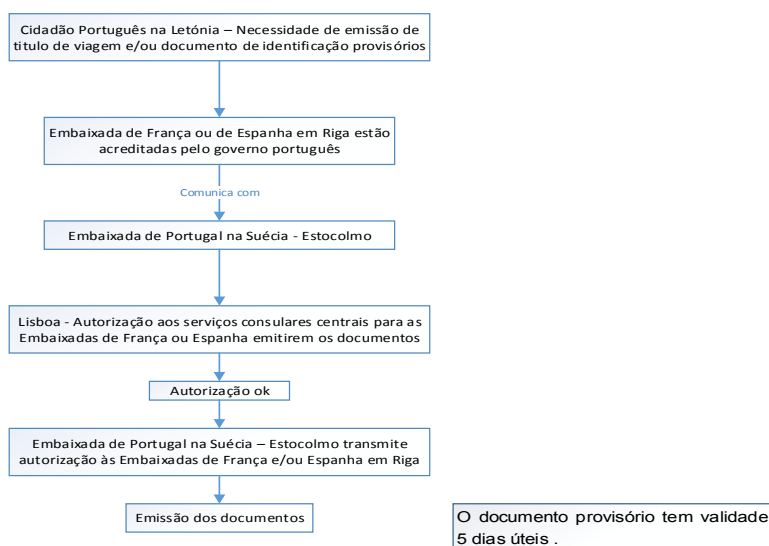 Cidadão Português na Letónia – Necessidade de emissão de
titulo de viagem e/ou documento de identificação provisórios
Embaixada de França ou de Espanha em Riga estão
acreditadas pelo governo português
Comunica com
Embaixada de Portugal na Suécia - Estocolmo
Lisboa - Autorização aos serviços consulares centrais para as
Embaixadas de França ou Espanha emitirem os documentos
Autorização ok
Embaixada de Portugal na Suécia – Estocolmo transmite
autorização às Embaixadas de França e/ou Espanha em Riga
Emissão dos documentos
O documento provisório tem validade
5 dias úteis .